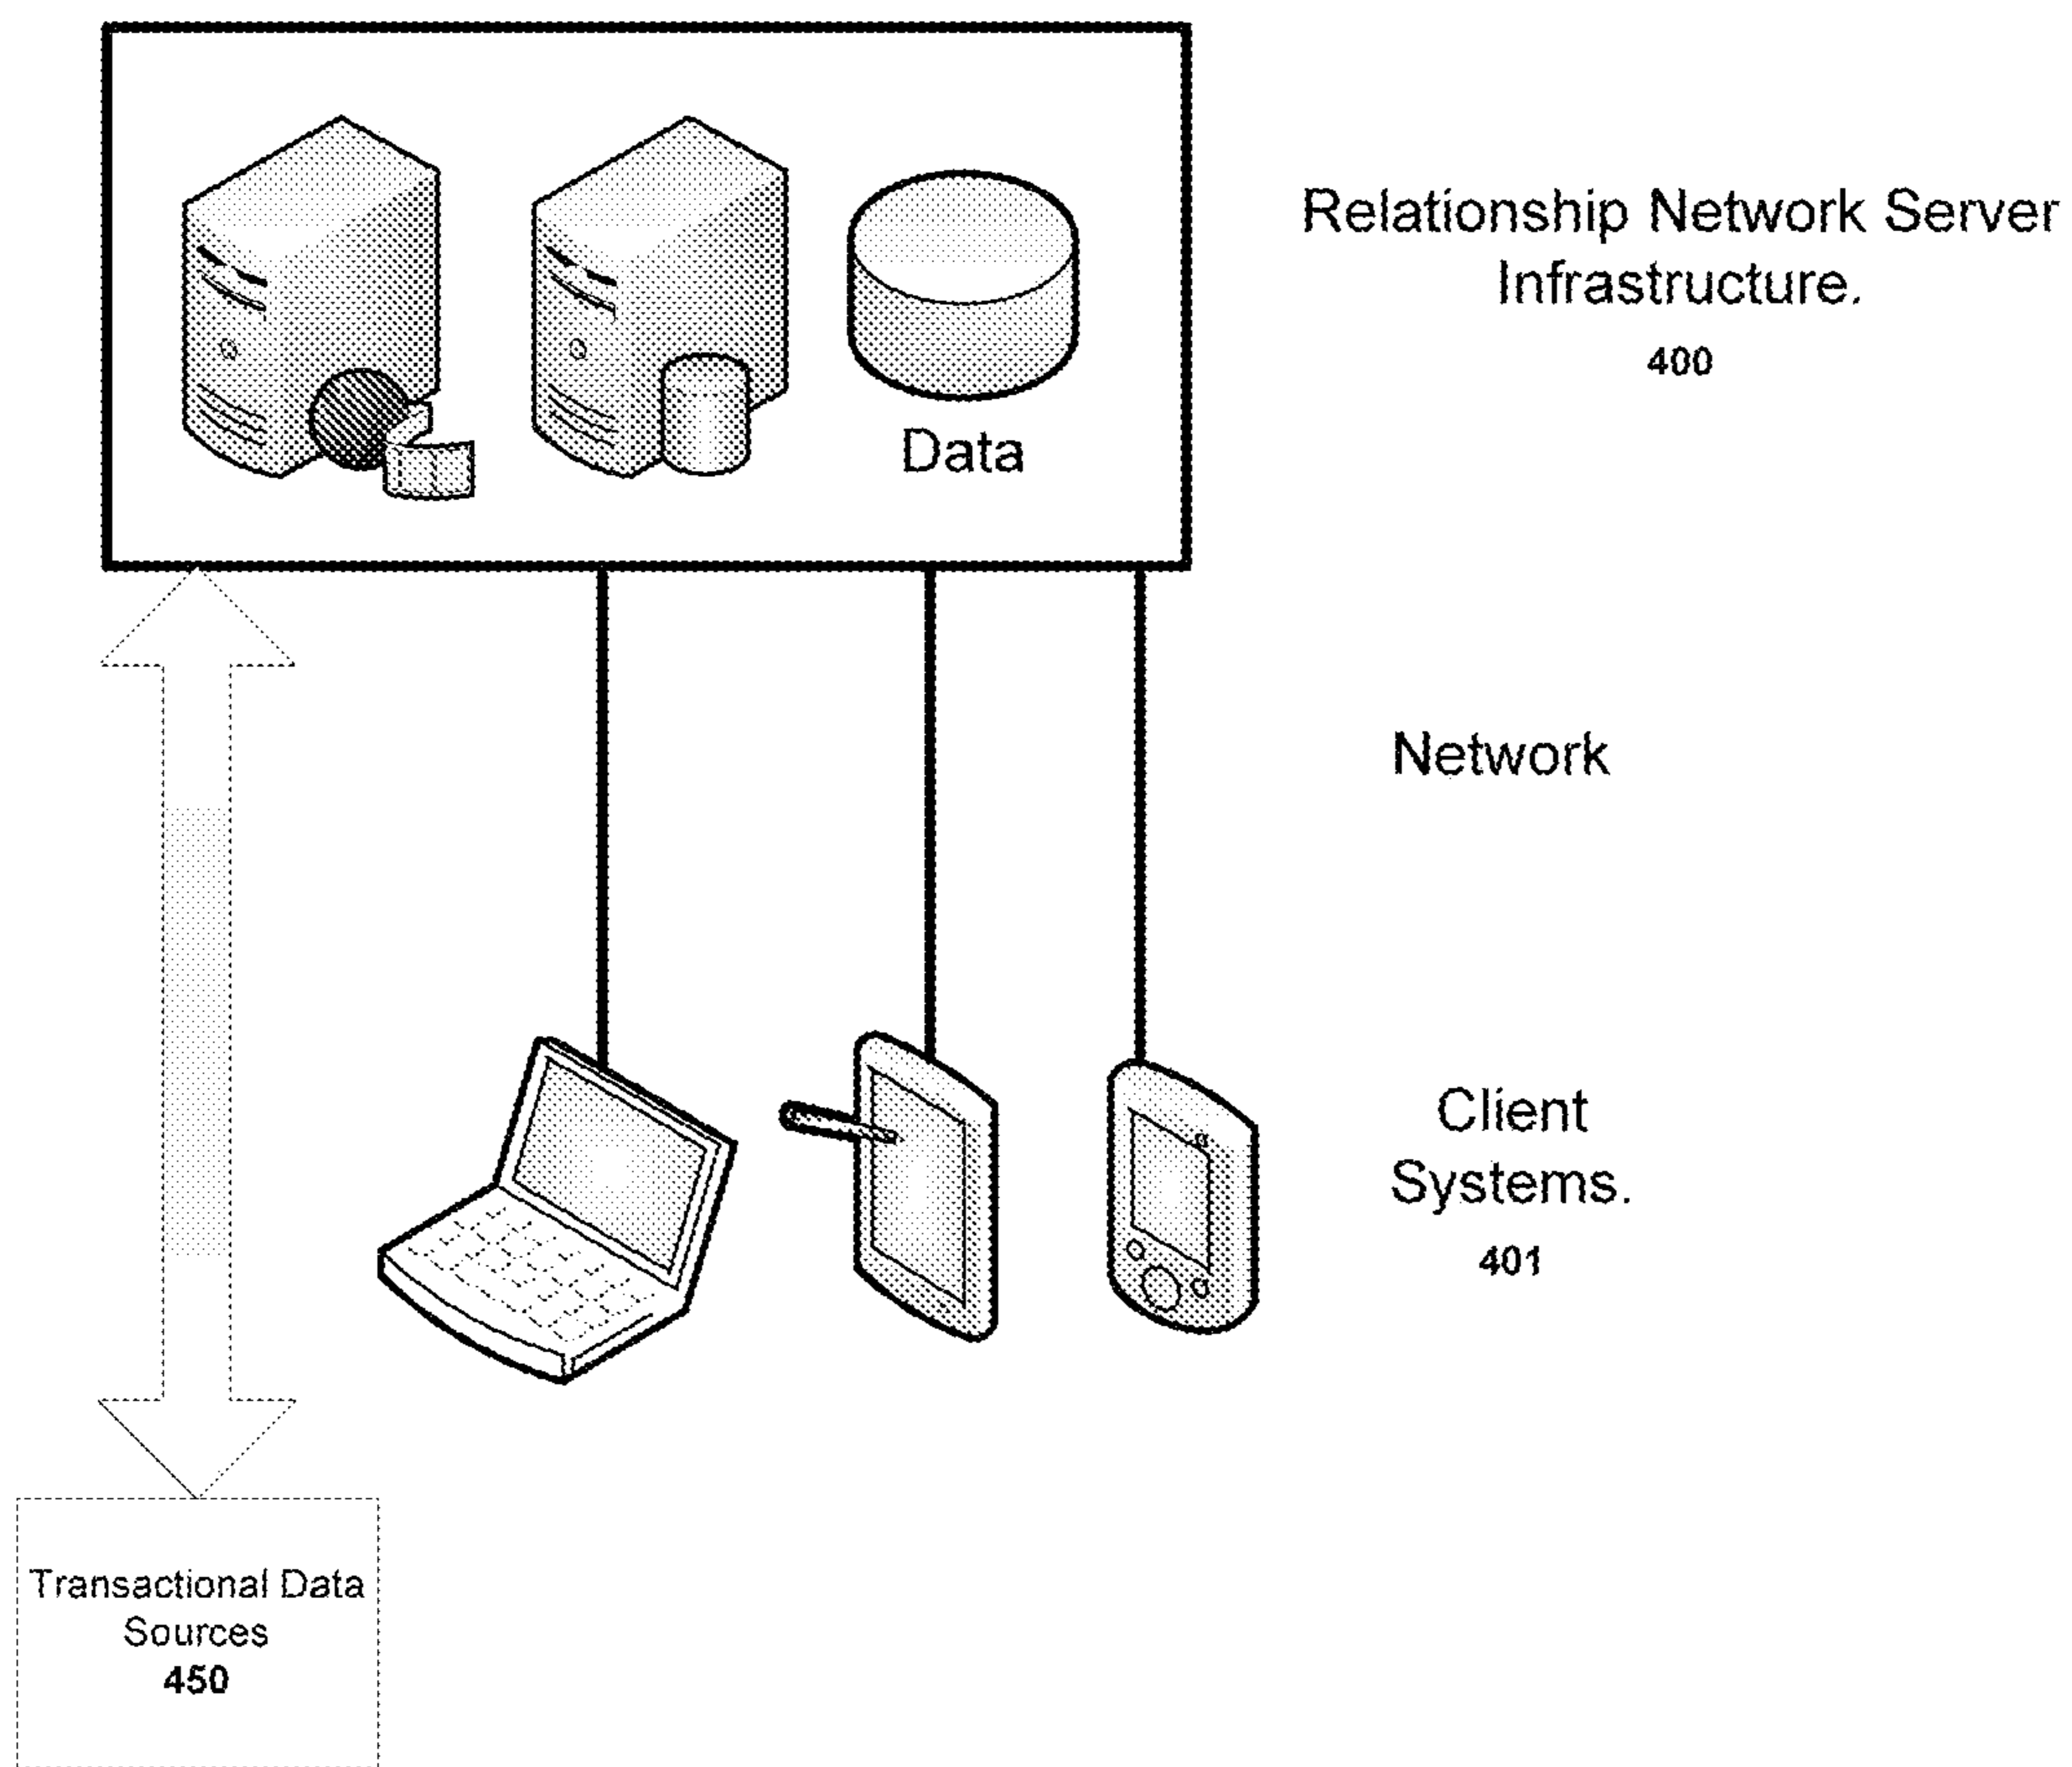 Relationship Network Server
Infrastructure.
400
Data
Network
Client
Systems.
401
Transactional Data
Sources
450